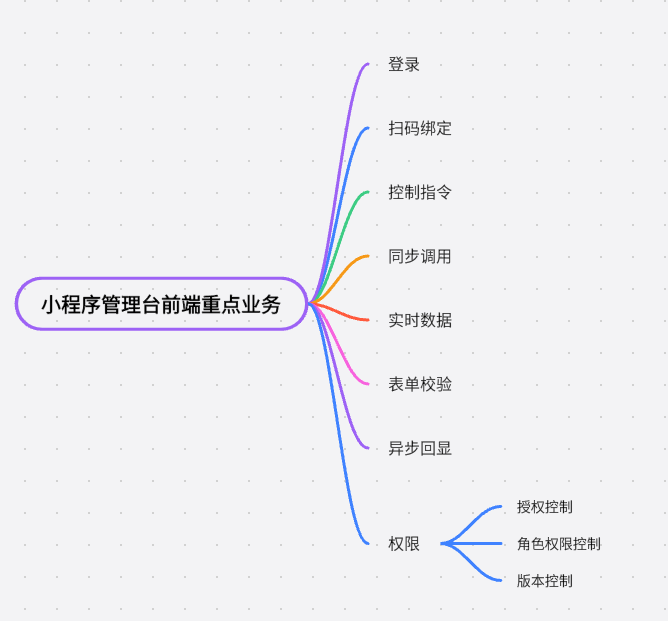 登录
扫码绑定
控制指令
同步调用
小程序管理台前端重点业务
实时数据
表单校验
异步回显
权限
授权控制
角色权限控制
版本控制